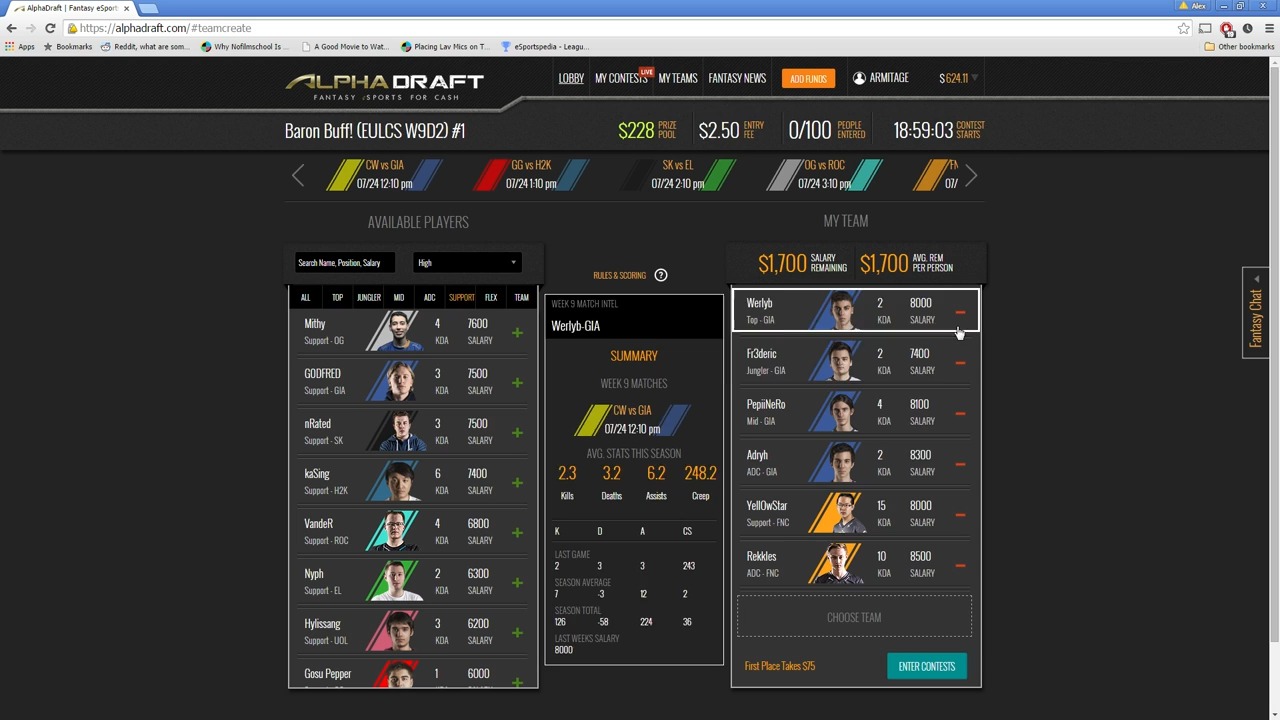 AlphaDraft | Fantasy eSports
Alex
https://alphadraft.com/#teamcreate
Apps Bookmarks Reddit, what are som... Why Nofilmschool is ... A Good Movie to Wat... Placing Lav Mics on T... eSportspedia - Leagu... Other bookmarks
ALPHADRAFT
FANTASY eSPORTS FOR CASH
LOBBY MY CONTESTS LIVE MY TEAMS FANTASY NEWS ADD FUNDS ARMITAGE $624.11
Baron Buff! (EULCS W9D2) #1
$228 PRIZE POOL $2.50 ENTRY FEE 0/100 PEOPLE ENTERED 18:59:03 CONTEST STARTS
CW vs GIA GG vs H2K SK vs EL OG vs ROC
07/24 12:10 pm 07/24 1:10 pm 07/24 2:10 pm 07/24 3:10 pm 07/
AVAILABLE PLAYERS
Search Name, Position, Salary High
ALL TOP JUNGLER MID ADC SUPPORT FLEX TEAM
Mithy 4 7600
Support - OG KDA SALARY
GODFRED 3 7500
Support - GIA KDA SALARY
nRated 3 7500
Support - SK KDA SALARY
kaSing 6 7400
Support - H2K KDA SALARY
VandeR 4 6800
Support - ROC KDA SALARY
Nyph 2 6300
Support - EL KDA SALARY
Hylissang 3 6200
Support - UOL KDA SALARY
Gosu Pepper 1 6000
RULES & SCORING ?
WEEK 9 MATCH INTEL
Werlyb-GIA
SUMMARY
WEEK 9 MATCHES
CW vs GIA
07/24 12:10 pm
AVG. STATS THIS SEASON
2.3 3.2 6.2 248.2
Kills Deaths Assists Creep
K D A CS
LAST GAME
2 3 3 243
SEASON AVERAGE
7 -3 12 2
SEASON TOTAL
126 -58 224 36
LAST WEEKS SALARY
8000
MY TEAM
$1,700 SALARY REMAINING $1,700 AVG. REM PER PERSON
Werlyb 2 8000
Top - GIA KDA SALARY
Fr3deric 2 7400
Jungler - GIA KDA SALARY
PepiiNeRo 4 8100
Mid - GIA KDA SALARY
Adryh 2 8300
ADC - GIA KDA SALARY
YellOwStar 15 8000
Support - FNC KDA SALARY
Rekkles 10 8500
ADC - FNC KDA SALARY
CHOOSE TEAM
First Place Takes $75 ENTER CONTESTS
Fantasy Chat